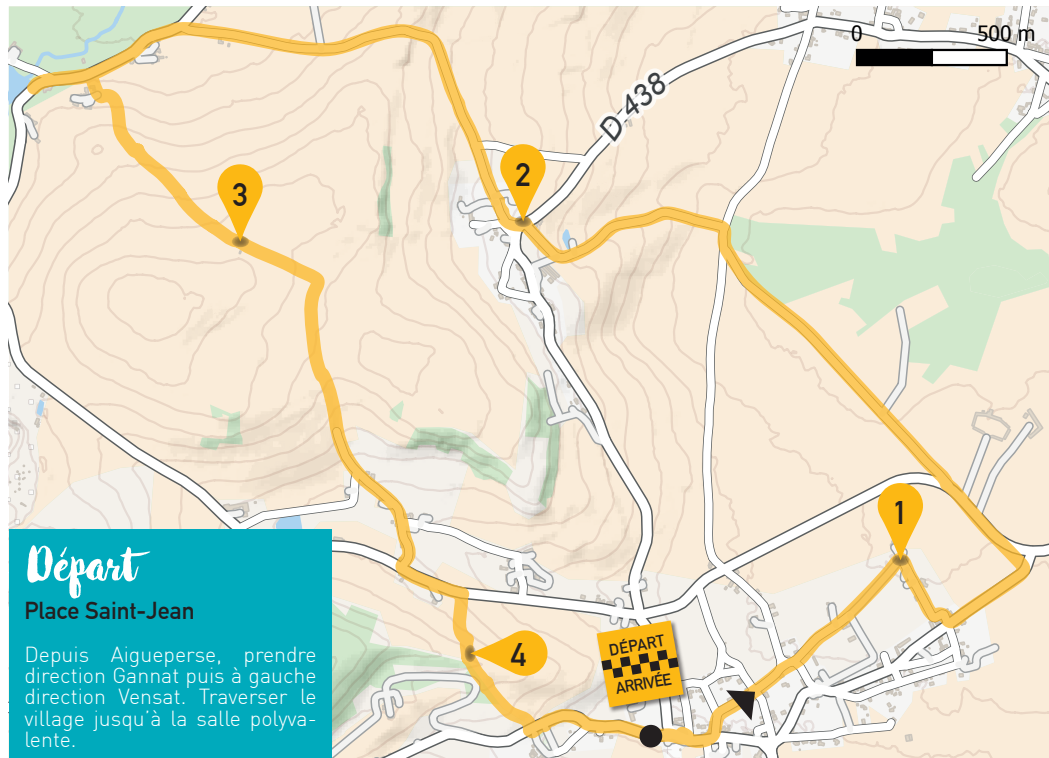 0 500 m
D 438
2
3
1
4
DÉPART
ARRIVÉE
Départ
Place Saint-Jean
Depuis Aigueperse, prendre
direction Gannat puis à gauche
direction Vensat. Traverser le
village jusqu'à la salle polyva-
lente.